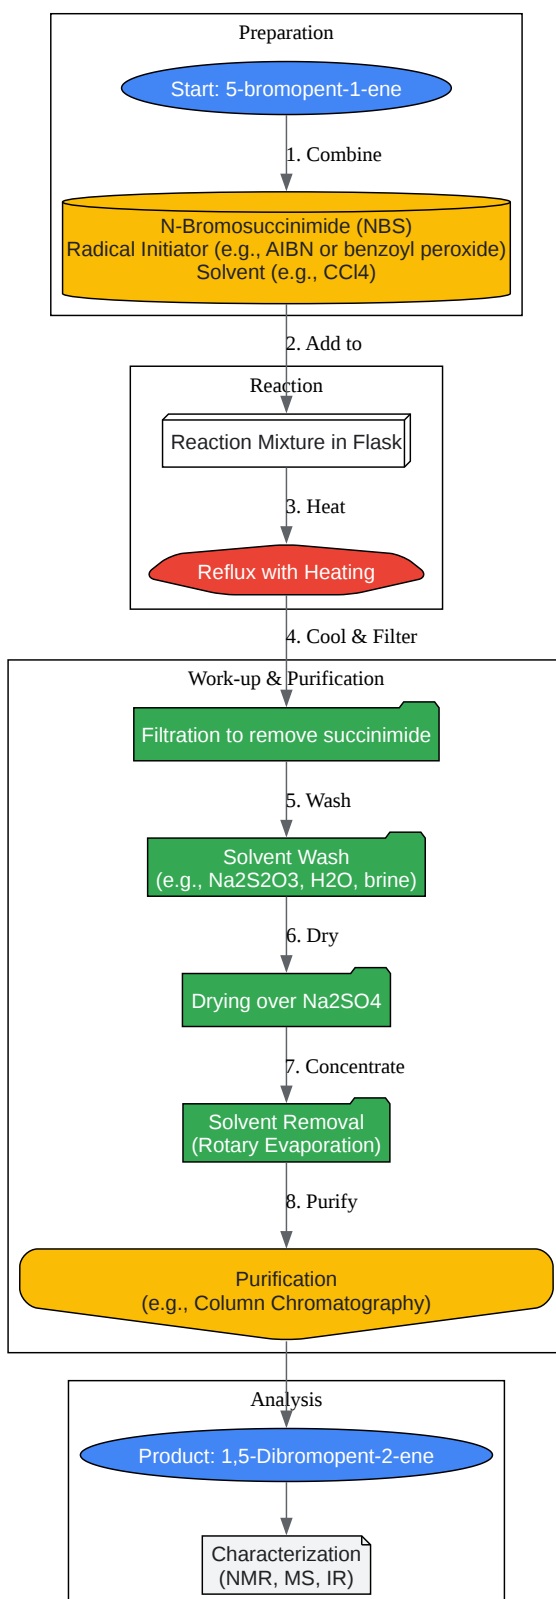 Preparation
Start: 5-bromopent-1-ene
1. Combine
N-Bromosuccinimide (NBS)
Radical Initiator (e.g., AIBN or benzoyl peroxide)
Solvent (e.g., CCl4)
2. Add to
Reaction
Reaction Mixture in Flask
3. Heat
Reflux with Heating
4. Cool & Filter
Work-up & Purification
Filtration to remove succinimide
5. Wash
Solvent Wash
(e.g., Na2S2O3, H2O, brine)
6. Dry
Drying over Na2SO4
7. Concentrate
Solvent Removal
(Rotary Evaporation)
8. Purify
Purification
(e.g., Column Chromatography)
Analysis
Product: 1,5-Dibromopent-2-ene
Characterization
(NMR, MS, IR)